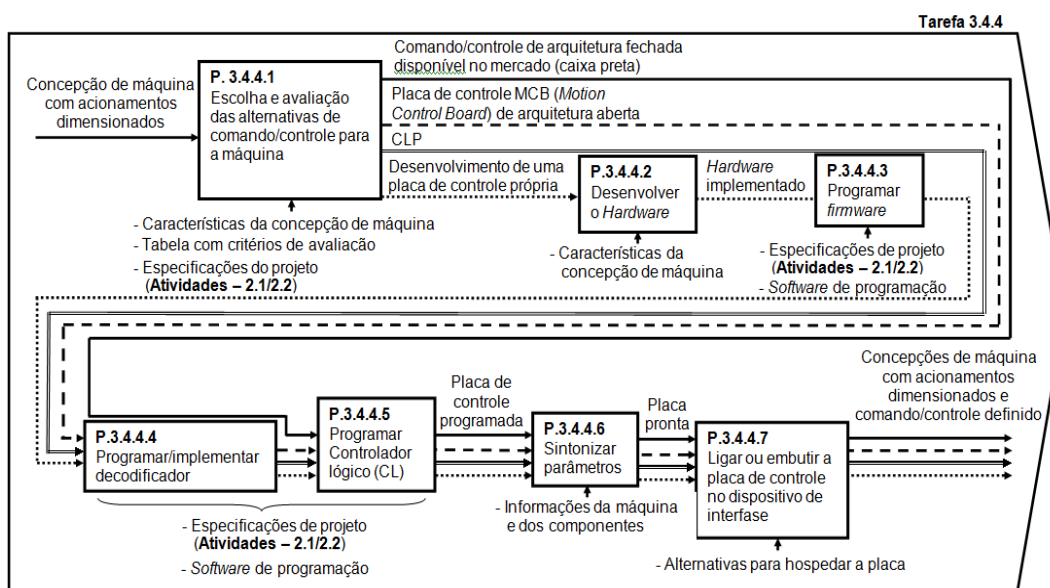 Tarefa 3.4.4
Concepção de máquina
com acionamentos
dimensionados
P. 3.4.4.1
Escolha e avaliação
das alternativas de
comando/controle para
a máquina
- Características da concepção de máquina
- Tabela com critérios de avaliação
- Especificações do projeto
(Atividades – 2.1/2.2)
Comando/controle de arquitetura fechada
disponível no mercado (caixa preta)
Placa de controle MCB (Motion
Control Board) de arquitetura aberta
CLP
Desenvolvimento de uma
placa de controle própria
P.3.4.4.2
Desenvolver
o Hardware
- Características da
concepção de máquina
Hardware
implementado
P.3.4.4.3
Programar
firmware
- Especificações de projeto
(Atividades – 2.1/2.2)
- Software de programação
P.3.4.4.4
Programar/implementar
decodificador
P.3.4.4.5
Programar
Controlador
lógico (CL)
- Especificações de projeto
(Atividades – 2.1/2.2)
- Software de programação
Placa de
controle
programada
P.3.4.4.6
Sintonizar
parâmetros
- Informações da máquina
e dos componentes
Placa
pronta
P.3.4.4.7
Ligar ou embutir a
placa de controle
no dispositivo de
interfase
- Alternativas para hospedar a placa
Concepções de máquina
com acionamentos
dimensionados e
comando/controle definido